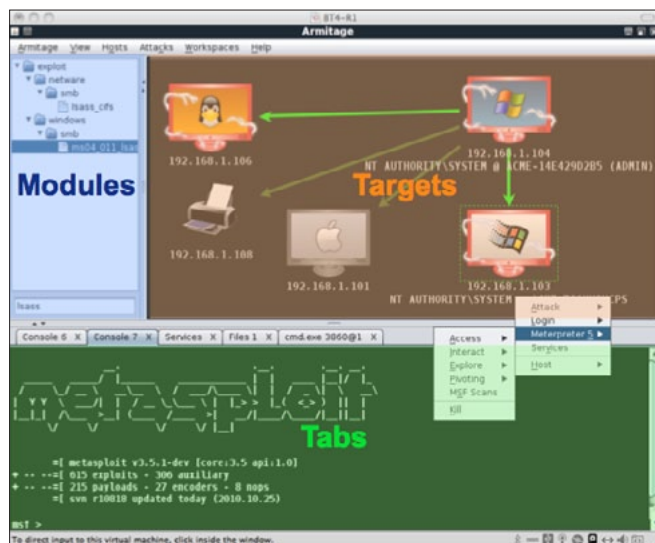 BT4-R1
Armitage
Armitage View Hosts Attacks Workspaces Help
exploit
netware
smb
lsass_cifs
windows
smb
ms04_011_lsas
Modules
lsass
192.168.1.106
192.168.1.104
NT AUTHORITY\SYSTEM @ ACME-14E429D2B5 (ADMIN)
Targets
192.168.1.108
192.168.1.101
192.168.1.103
NT AUTHORITY\SYSTEM
Attack
Login
Meterpreter 5
Services
Host
Access
Interact
Explore
Pivoting
MSF Scans
Kill
Console 6 X Console 7 X Services X Files 1 X cmd.exe 3860@1 X
metasploit
Tabs
=[ metasploit v3.5.1-dev [core:3.5 api:1.0]
+ -- --=[ 615 exploits - 306 auxiliary
+ -- --=[ 215 payloads - 27 encoders - 8 nops
=[ svn r10818 updated today (2010.10.25)
msf >
To direct input to this virtual machine, click inside the window.